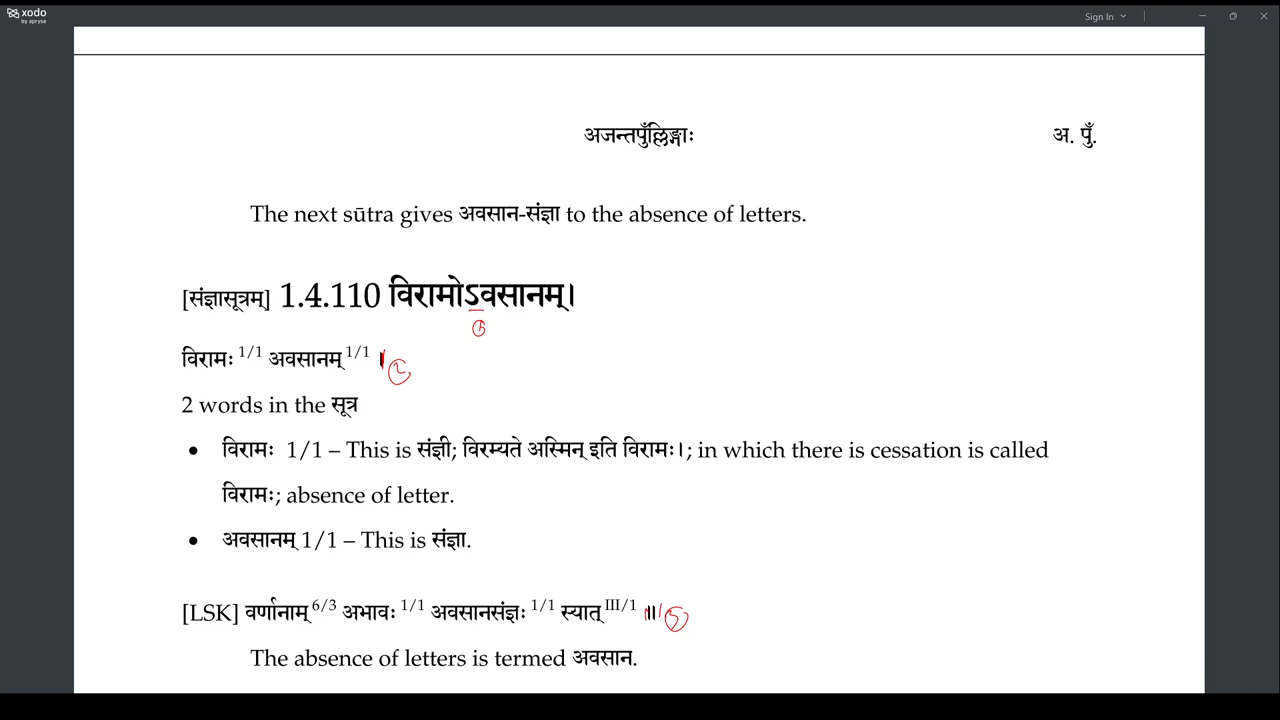 xodo
by apryse
Sign In
अजन्तपुँल्लिङ्गाः अ. पुँ.
The next sūtra gives अवसान-संज्ञा to the absence of letters.
[संज्ञासूत्रम्] 1.4.110 विरामोऽवसानम्।
विरामः 1/1 अवसानम् 1/1 ।
2
2 words in the सूत्र
• विरामः 1/1 – This is संज्ञी; विरम्यते अस्मिन् इति विरामः।; in which there is cessation is called
विरामः; absence of letter.
• अवसानम् 1/1 – This is संज्ञा.
[LSK] वर्णानाम् 6/3 अभावः 1/1 अवसानसंज्ञः 1/1 स्यात् III/1 ॥
The absence of letters is termed अवसान.